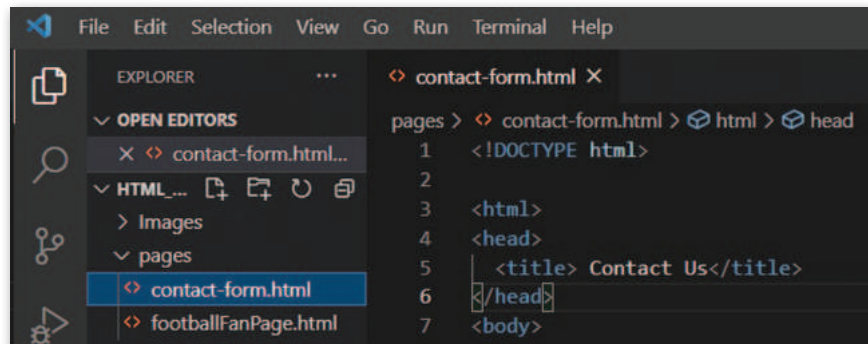 File Edit Selection View Go Run Terminal Help
EXPLORER ...
OPEN EDITORS
contact-form.html...
HTML_...
Images
pages
contact-form.html
footballFanPage.html
contact-form.html
pages > contact-form.html > html > head
1 <!DOCTYPE html>
2
3 <html>
4 <head>
5 <title> Contact Us</title>
6 </head>
7 <body>